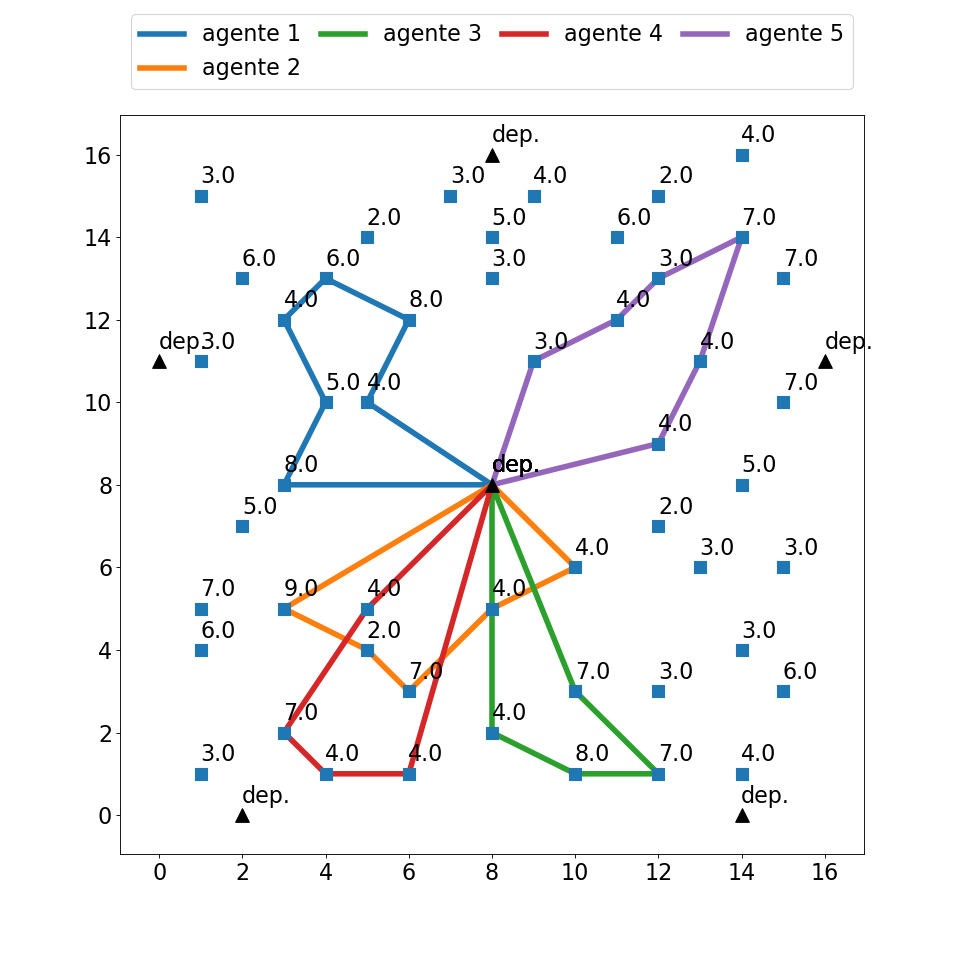 agente 1 agente 3 agente 4 agente 5
agente 2
dep. 4.0
16
3.0 3.0 4.0 2.0
2.0 5.0 6.0 7.0
14
6.0 6.0 3.0 3.0 7.0
4.0 8.0 4.0
12
dep. 3.0 3.0 4.0 dep.
5.0 4.0 7.0
10
4.0
8.0 dep. 5.0
8
5.0 2.0
4.0 3.0 3.0
6
7.0 9.0 4.0 4.0
6.0 2.0 3.0
4
7.0 7.0 3.0 6.0
7.0 4.0
2
3.0 4.0 4.0 8.0 7.0 4.0
dep. dep.
0
0 2 4 6 8 10 12 14 16